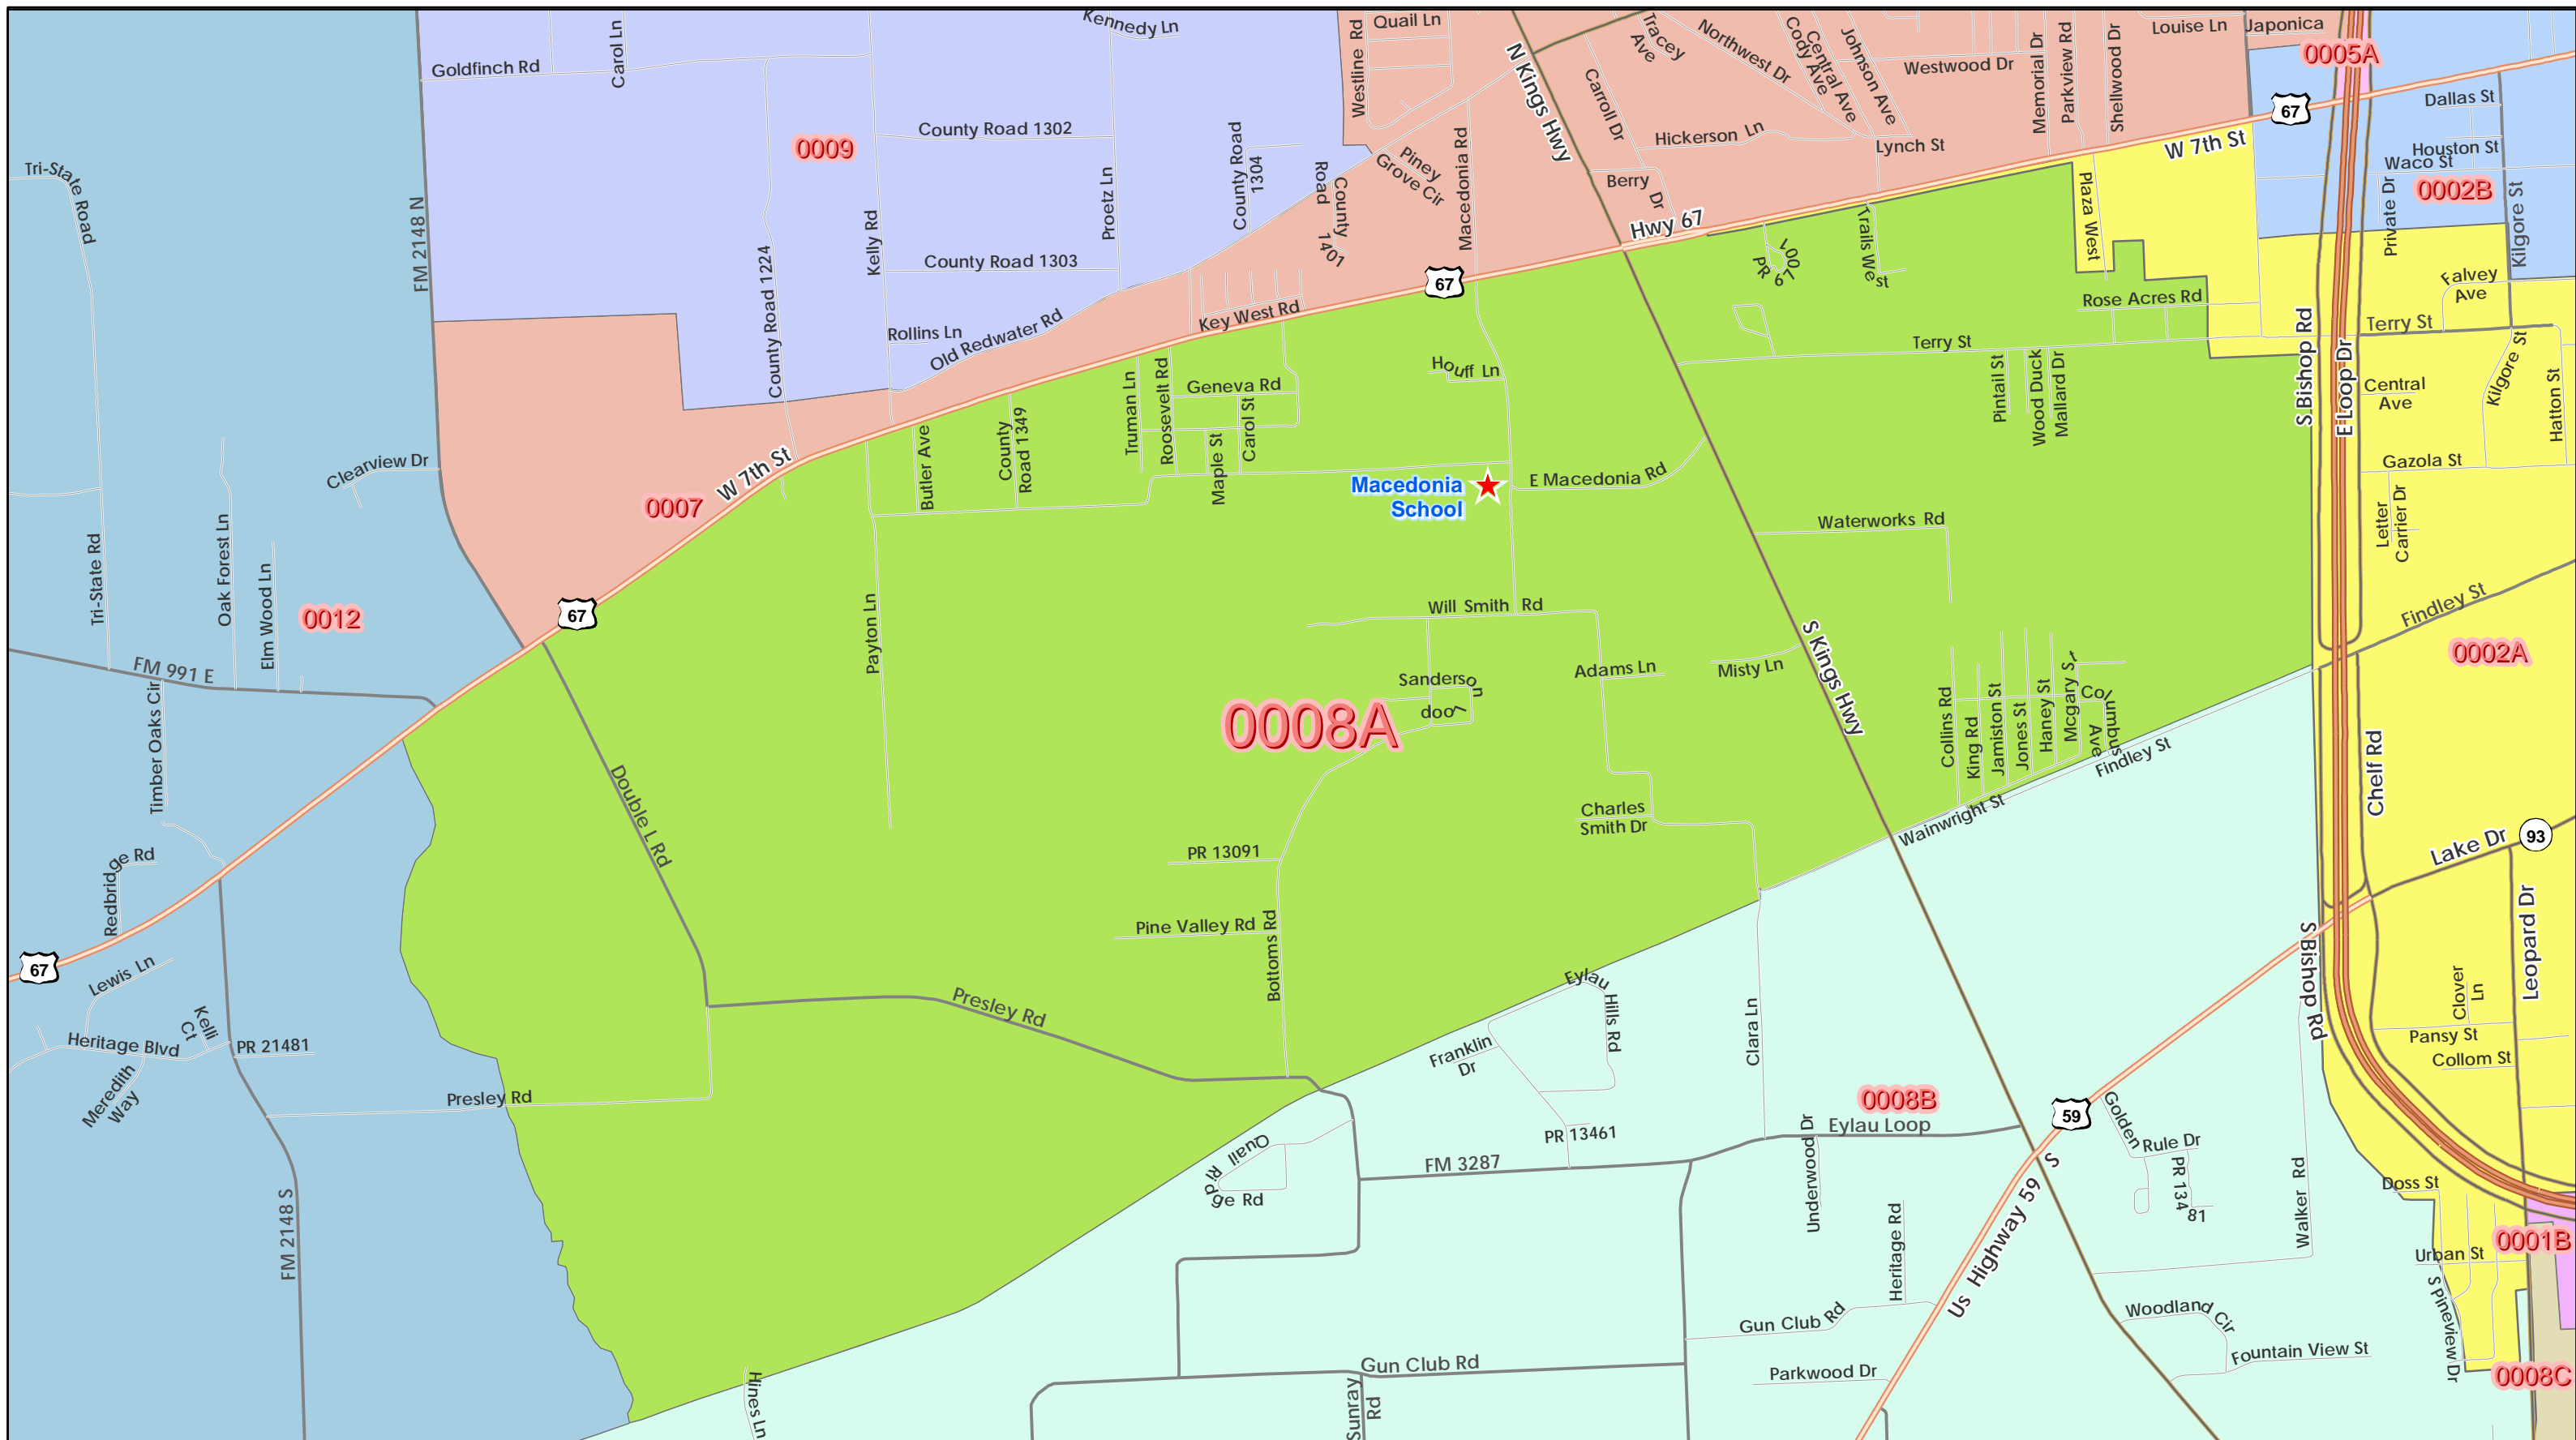 Kennedy Ln
Quail Ln
Westline Rd
Tracey Ave
Northwest Dr
Cody Ave
Central Ave
Johnson Ave
Westwood Dr
Memorial Dr
Parkview Rd
Shellwood Dr
Louise Ln
Japonica
0005A
Goldfinch Rd
Carol Ln
N Kings Hwy
Carroll Dr
Hickerson Ln
Lynch St
W 7th St
67
Dallas St
Houston St
Waco St
0002B
Private Dr
Kilgore St
0009
County Road 1302
County Road 1304
County Road 1401
Piney Grove Cir
Macedonia Rd
Berry Dr
Hwy 67
Tri-State Road
FM 2148 N
Kelly Rd
Proetz Ln
County Road 1303
County Road 1224
67
PR 67 1001
Trails West
Plaza West
Rose Acres Rd
Falvey Ave
Rollins Ln
Old Redwater Rd
Key West Rd
Terry St
Terry St
S Bishop Rd
E Loop Dr
Houff Ln
Geneva Rd
Truman Ln
Roosevelt Rd
Maple St
Carol St
Pintail St
Wood Duck
Mallard Dr
Central Ave
Kilgore St
Hatton St
Gazola St
Letter Carrier Dr
Clearview Dr
W 7th St
Butler Ave
County Road 1349
Macedonia
School
E Macedonia Rd
0007
Waterworks Rd
Tri-State Rd
Oak Forest Ln
Elm Wood Ln
0012
67
Payton Ln
Will Smith Rd
Findley St
0002A
FM 991 E
Timber Oaks Cir
Sanderson Loop
Adams Ln
Misty Ln
S Kings Hwy
Collins Rd
King Rd
Jamiston St
Jones St
Haney St
Mcgary St
Columbus Ave
Findley St
0008A
Double L Rd
Charles
Smith Dr
Wainwright St
Chelf Rd
Lake Dr
93
Redbridge Rd
PR 13091
Pine Valley Rd
Bottoms Rd
Leopard Dr
67
Lewis Ln
Kelli Ct
Heritage Blvd
PR 21481
Meredith Way
Presley Rd
Presley Rd
Eylau Hills Rd
Franklin Dr
Clara Ln
S Bishop Rd
Clover Ln
Pansy St
Collom St
0008B
59
Eylau Loop
Underwood Dr
PR 13461
FM 3287
Golden Rule Dr
PR 13481
Walker Rd
Doss St
Quail Ridge Rd
FM 2148 S
Heritage Rd
Us Highway 59 S
0001B
Urban St
S Pineview Dr
Gun Club Rd
Woodland Cir
Fountain View St
Gun Club Rd
Parkwood Dr
0008C
Hines Ln
Sunray Rd